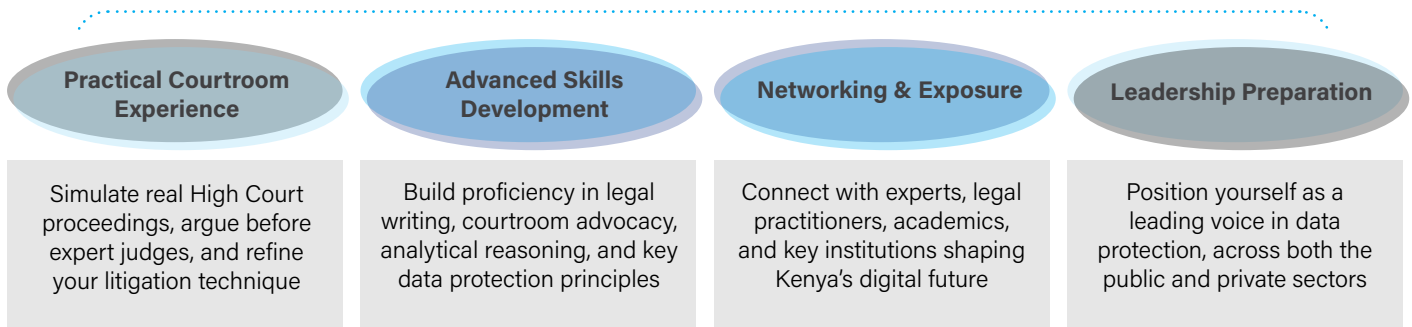 Practical Courtroom
Experience
Simulate real High Court
proceedings, argue before
expert judges, and refine
your litigation technique
Advanced Skills
Development
Build proficiency in legal
writing, courtroom advocacy,
analytical reasoning, and key
data protection principles
Networking & Exposure
Connect with experts, legal
practitioners, academics,
and key institutions shaping
Kenya’s digital future
Leadership Preparation
Position yourself as a
leading voice in data
protection, across both the
public and private sectors